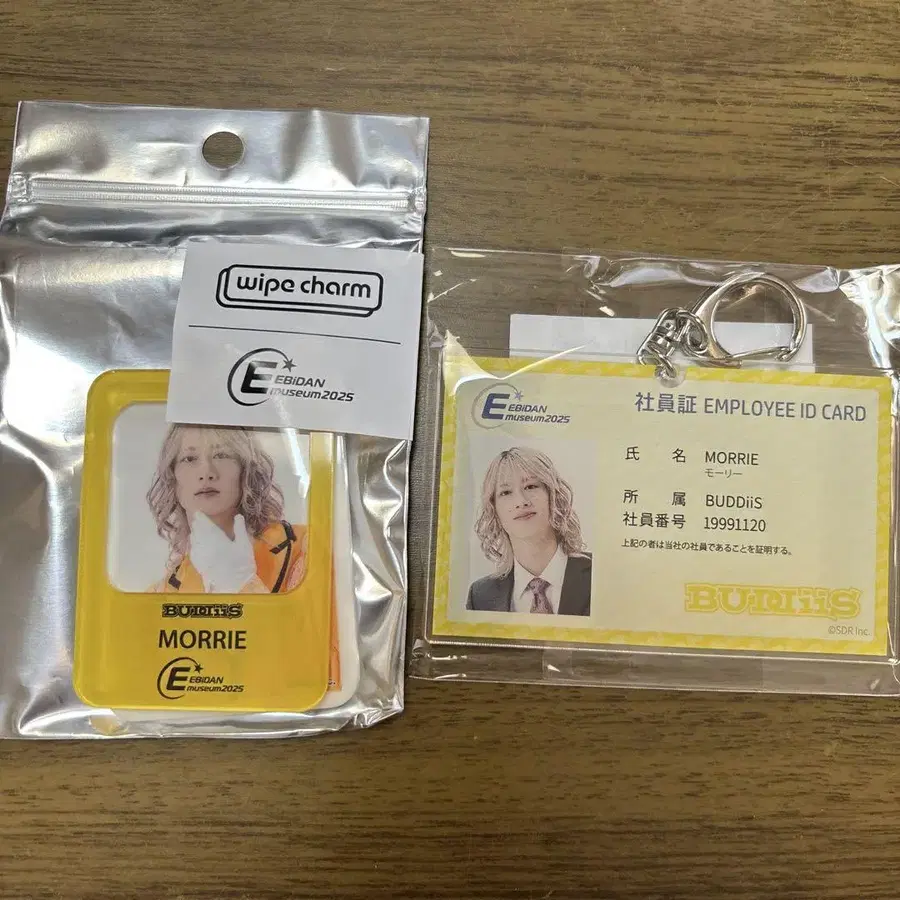 wipe charm
E EBiDAN
museum2025
BUDDiiS
MORRIE
E EBiDAN
museum2025
E EBiDAN
museum2025
社員証 EMPLOYEE ID CARD
氏 名 MORRIE
モーリー
所 属 BUDDiiS
社員番号 19991120
上記の者は当社の社員であることを証明する。
BUDDiiS
©SDR Inc.